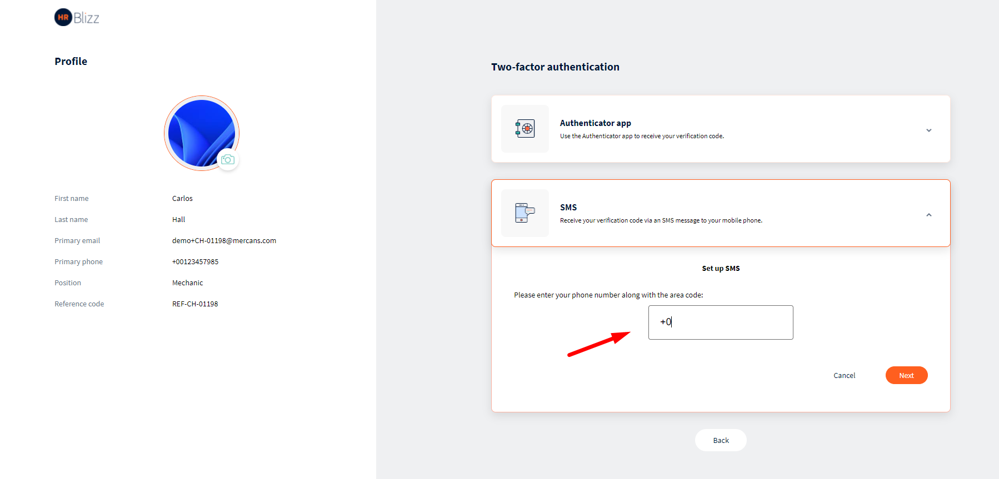 HR Blizz
Profile
First name Carlos
Last name Hall
Primary email demo+CH-01198@mercans.com
Primary phone +00123457985
Position Mechanic
Reference code REF-CH-01198
Two-factor authentication
Authenticator app
Use the Authenticator app to receive your verification code.
SMS
Receive your verification code via an SMS message to your mobile phone.
Set up SMS
Please enter your phone number along with the area code:
+0
Cancel Next
Back